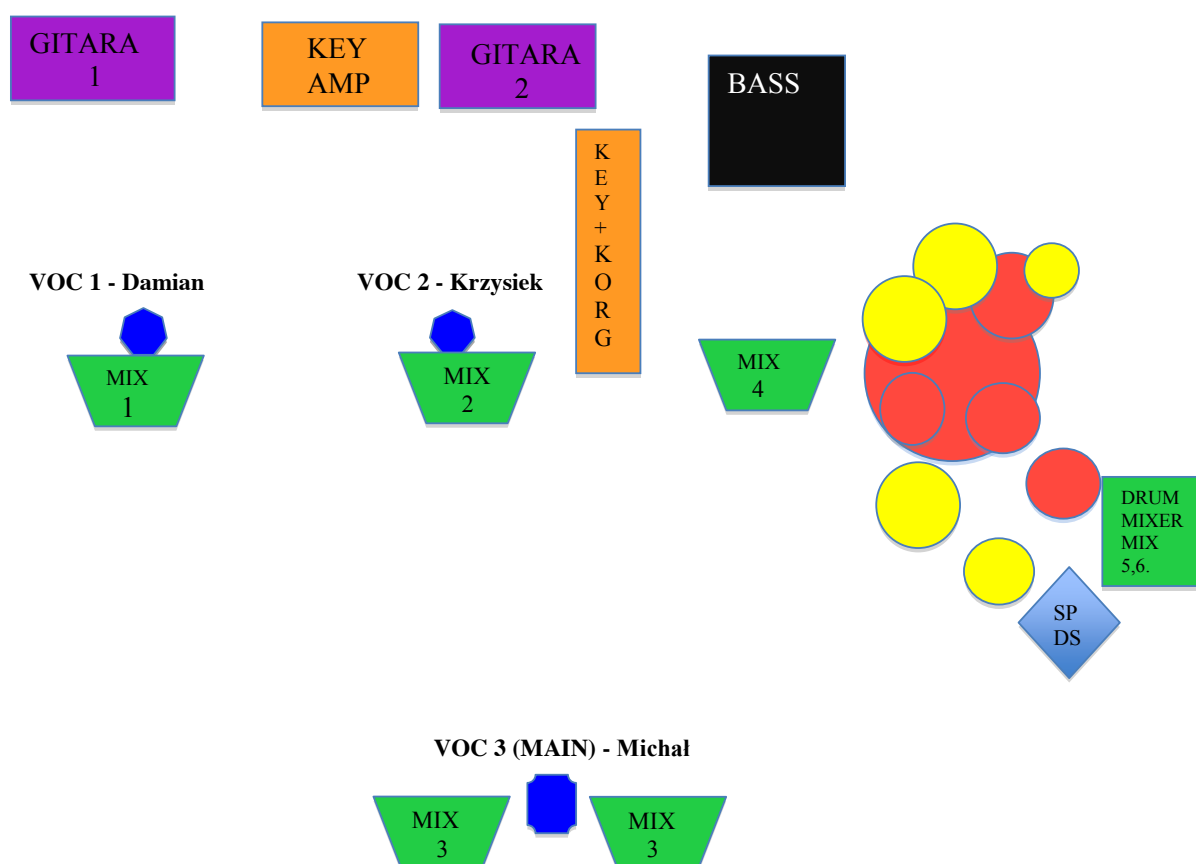 GITARA
1
KEY
AMP
GITARA
2
BASS
K
E
Y
+
K
O
R
G
VOC 1 - Damian
VOC 2 - Krzysiek
MIX
1
MIX
2
MIX
4
DRUM
MIXER
MIX
5,6.
SP
DS
VOC 3 (MAIN) - Michał
MIX
3
MIX
3